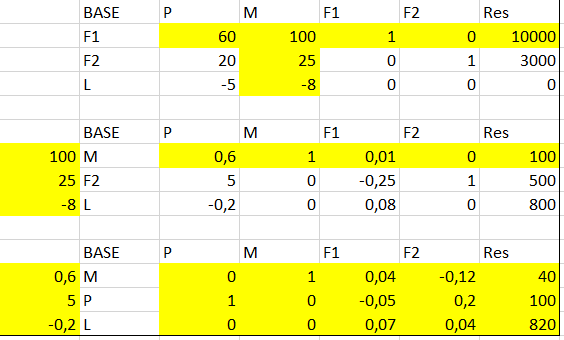 BASE P M F1 F2 Res
F1 60 100 1 0 10000
F2 20 25 0 1 3000
L -5 -8 0 0 0
BASE P M F1 F2 Res
100 M 0,6 1 0,01 0 100
25 F2 5 0 -0,25 1 500
-8 L -0,2 0 0,08 0 800
BASE P M F1 F2 Res
0,6 M 0 1 0,04 -0,12 40
5 P 1 0 -0,05 0,2 100
-0,2 L 0 0 0,07 0,04 820